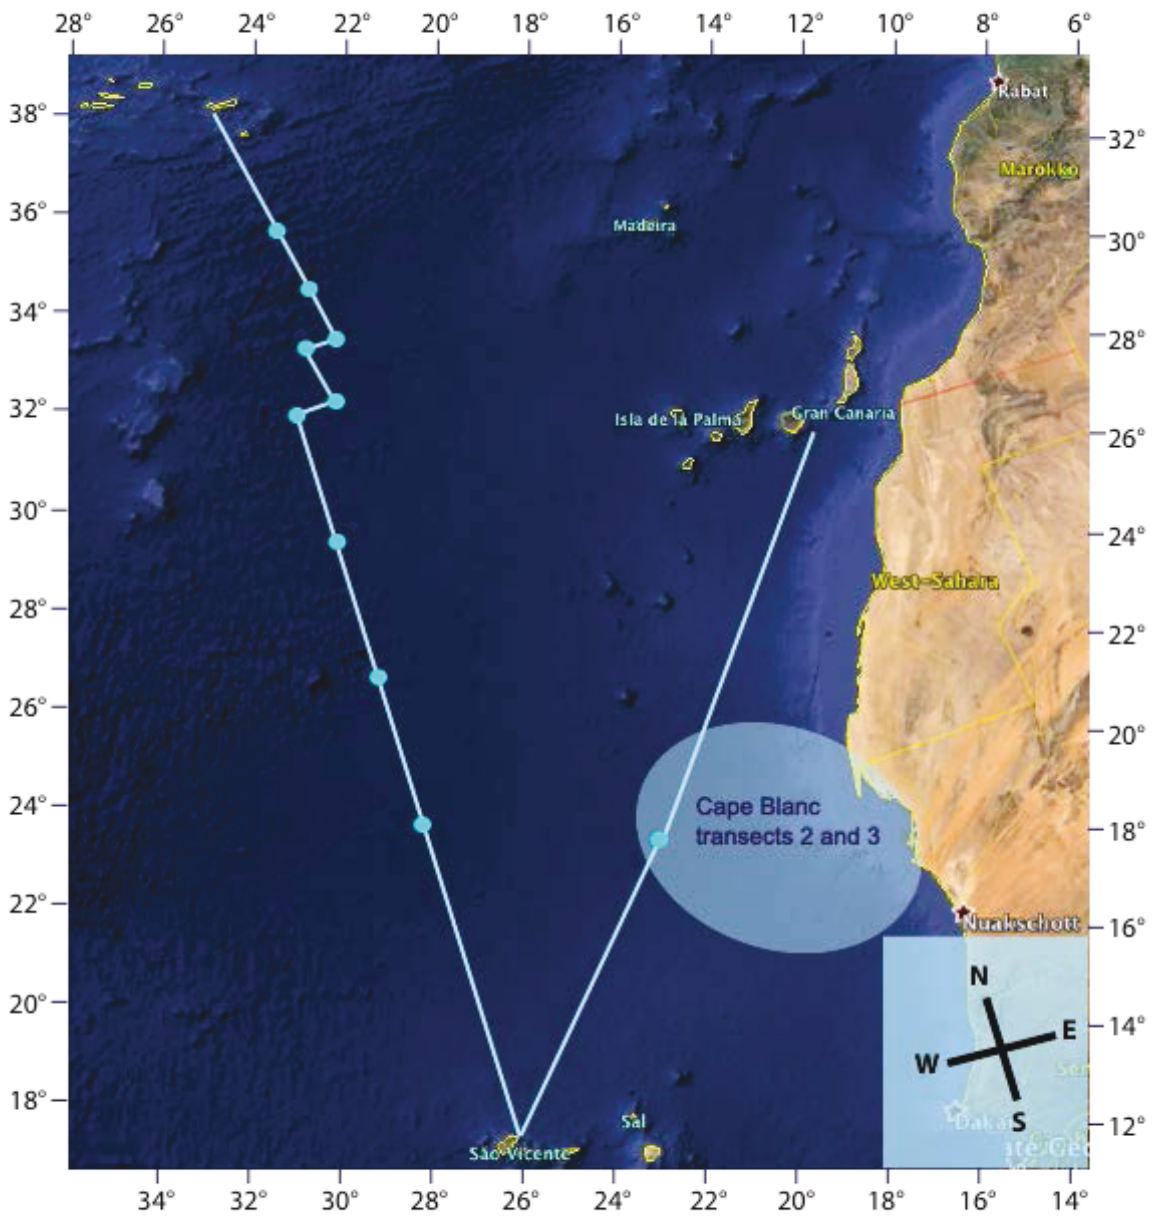 28° 26° 24° 22° 20° 18° 16° 14° 12° 10° 8° 6°
Rabat
38°
32°
Marokko
36°
Madeira
30°
34°
28°
32°
Isla de la Palma
Gran Canaria
26°
30°
24°
28°
West-Sahara
22°
26°
20°
24°
Cape Blanc
transects 2 and 3
18°
22°
Nuakschott
16°
N
20°
14°
E
W
18°
Sal
S
12°
São Vicente
34° 32° 30° 28° 26° 24° 22° 20° 18° 16° 14°